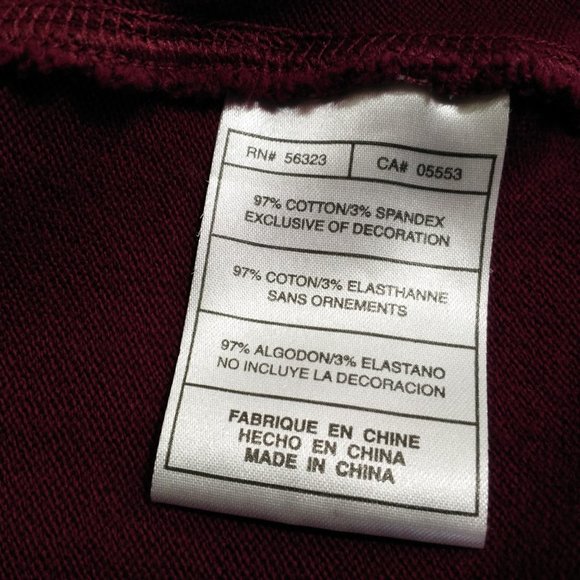 RN# 56323 CA# 05553
97% COTTON/3% SPANDEX
EXCLUSIVE OF DECORATION
97% COTON/3% ELASTHANNE
SANS ORNEMENTS
97% ALGODON/3% ELASTANO
NO INCLUYE LA DECORACION
FABRIQUE EN CHINE
HECHO EN CHINA
MADE IN CHINA